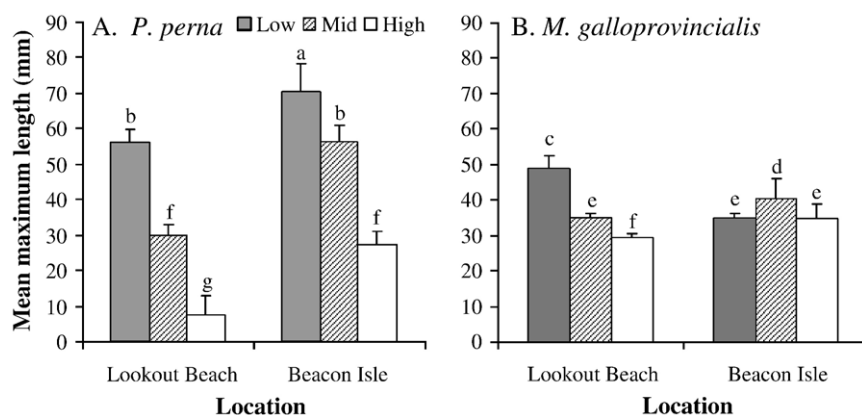 A. P. perna
Low Mid High
B. M. galloprovincialis
Mean maximum length (mm)
90
80
70
60
50
40
30
20
10
0
b
f
g
a
b
f
Lookout Beach
Beacon Isle
Location
90
80
70
60
50
40
30
20
10
0
c
e
f
e
d
e
Lookout Beach
Beacon Isle
Location